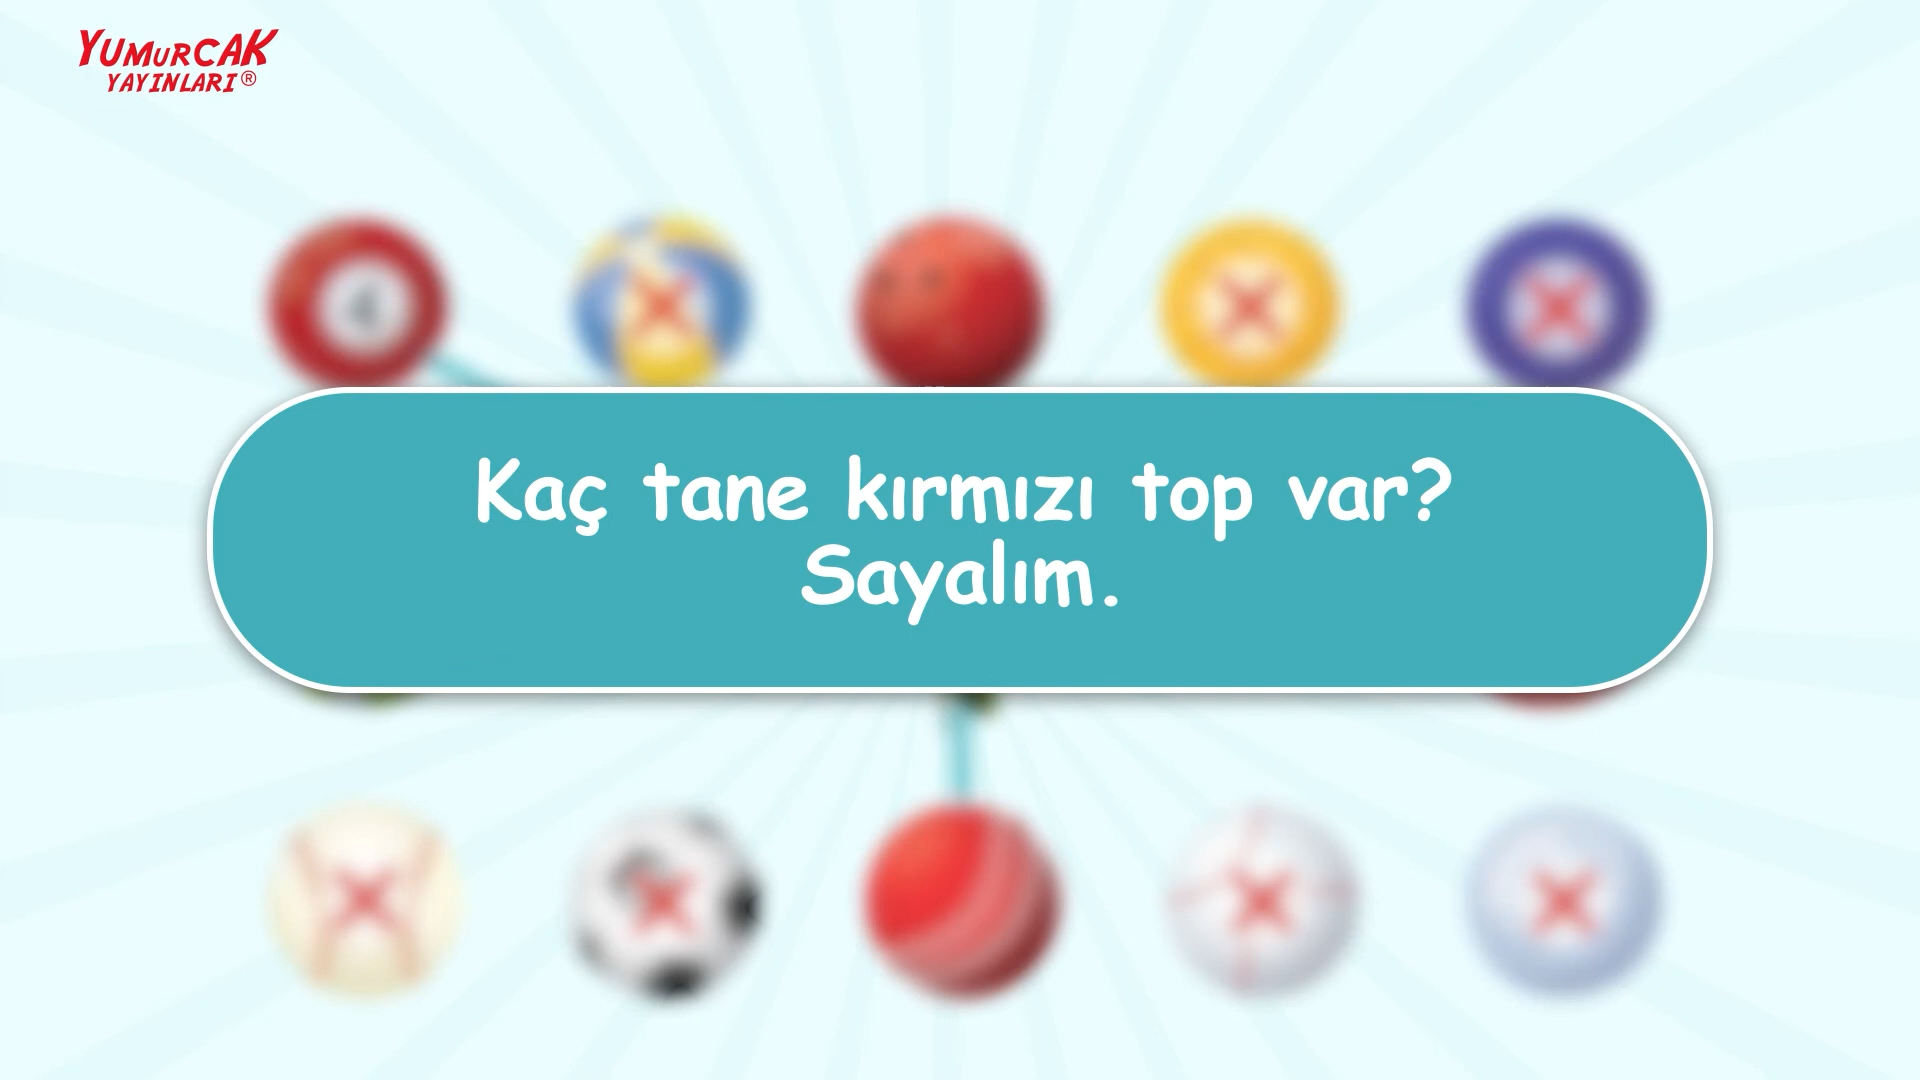 YUMURCAK
YAYINLARI®
Kaç tane kırmızı top var?
Sayalım.